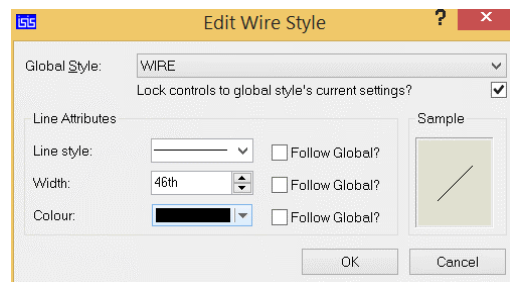 isis Edit Wire Style ? ×
Global Style: WIRE
Lock controls to global style's current settings?
Line Attributes Sample
Line style: Follow Global?
Width: 46th Follow Global?
Colour: Follow Global?
OK Cancel